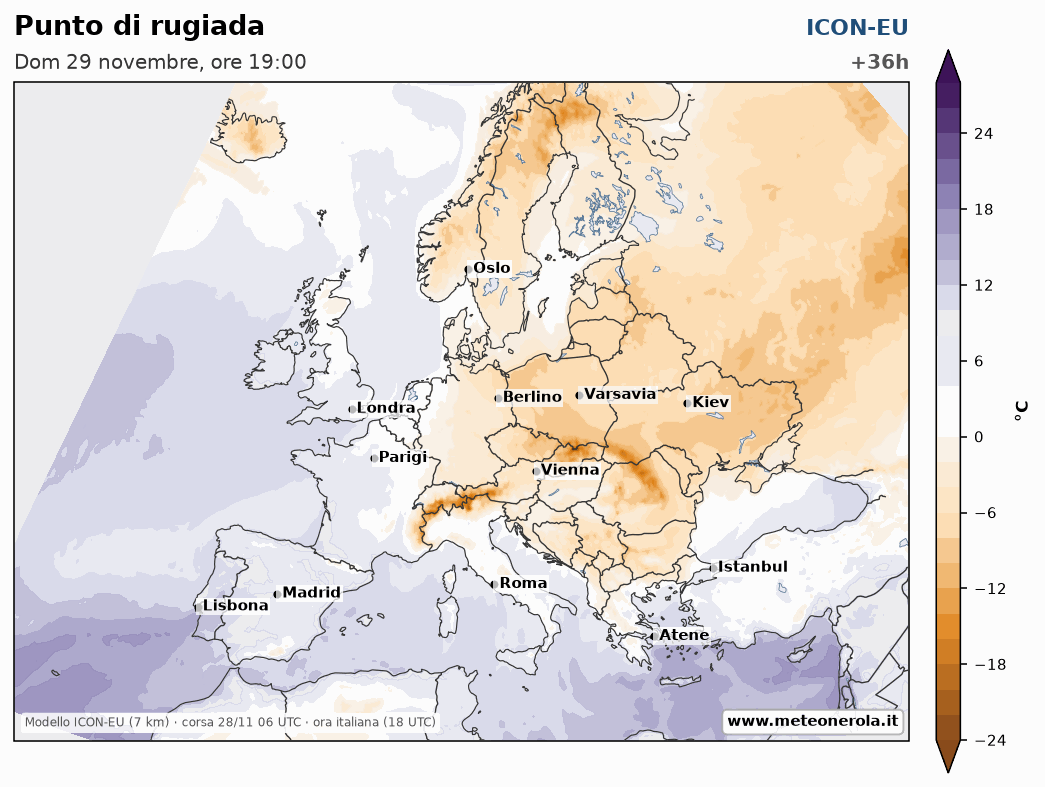 Punto di rugiada
ICON-EU
Dom 29 novembre, ore 19:00
+36h
Oslo
Berlino
Varsavia
Kiev
Londra
Parigi
Vienna
Istanbul
Roma
Madrid
Lisbona
Atene
Modello ICON-EU (7 km) · corsa 28/11 06 UTC · ora italiana (18 UTC)
www.meteonerola.it
24
18
12
6
0
−6
−12
−18
−24
°C